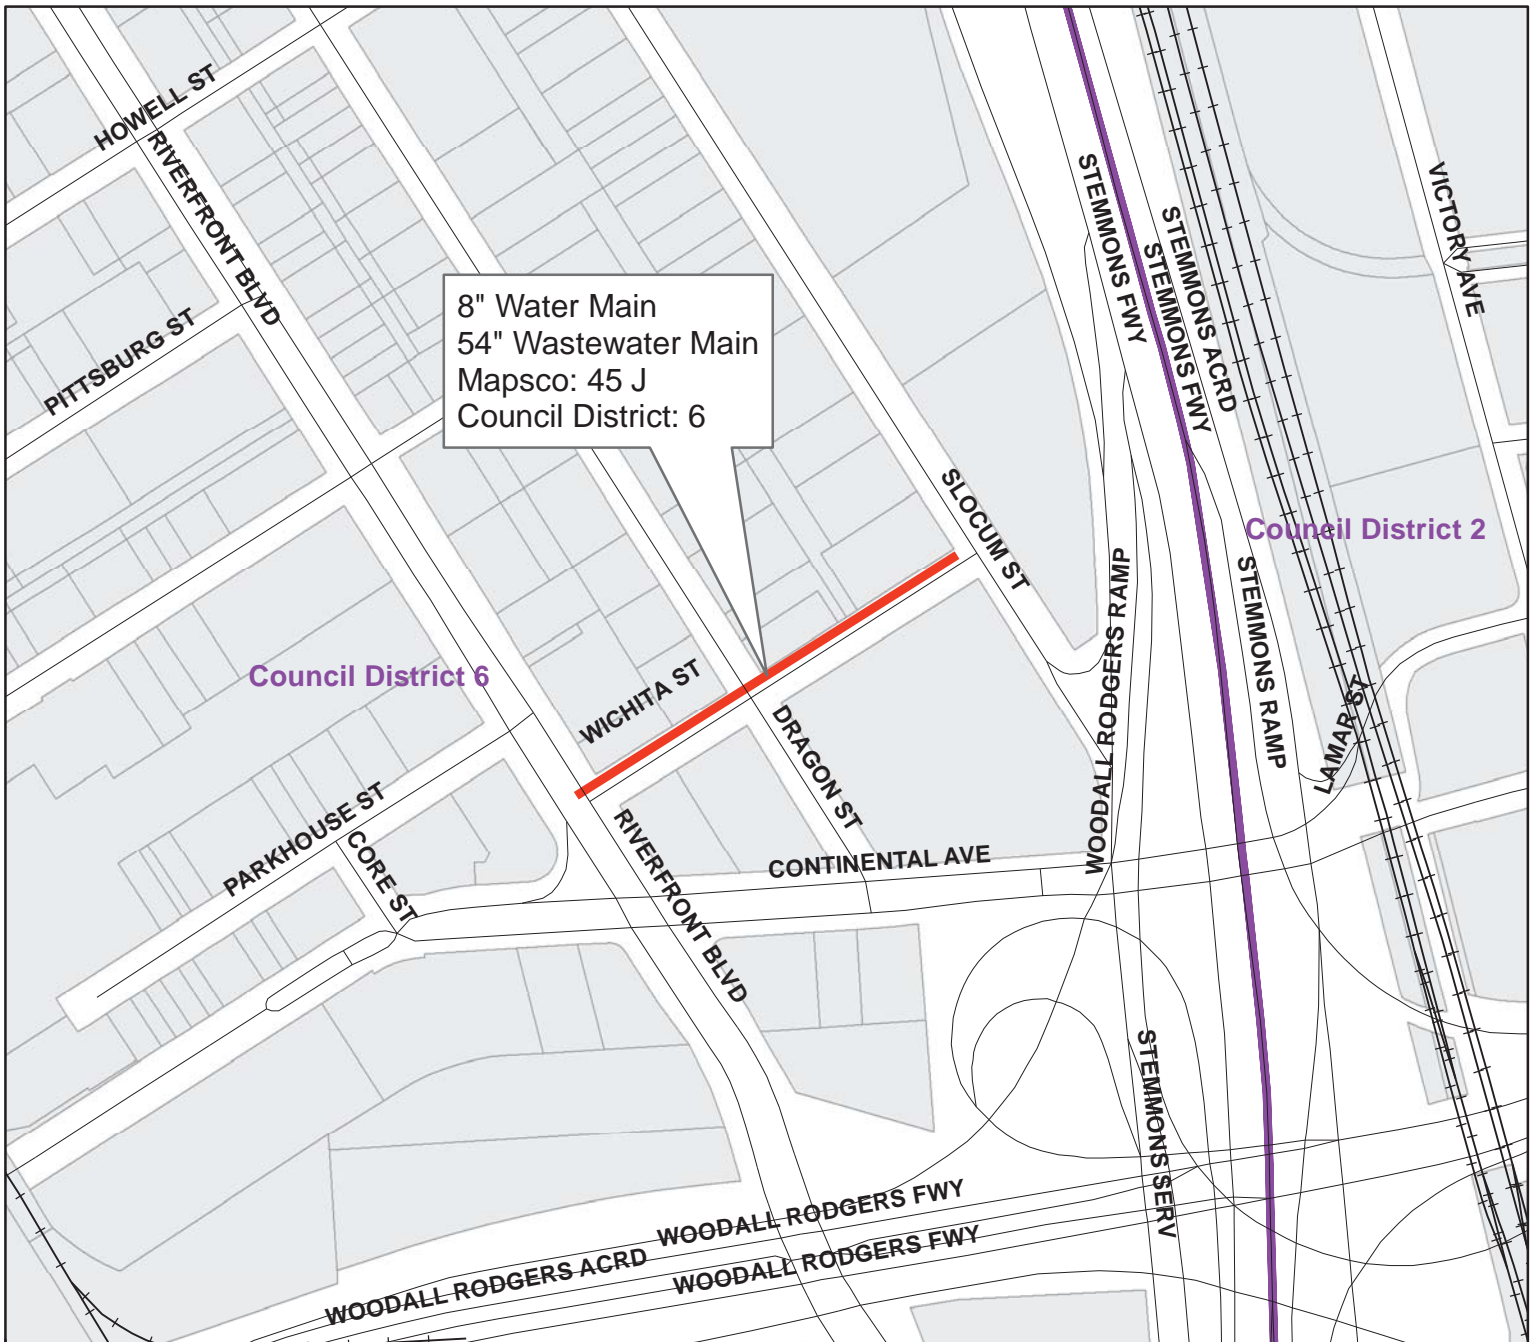 HOWELL ST
RIVERFRONT BLVD
PITTSBURG ST
8" Water Main
54" Wastewater Main
Mapsco: 45 J
Council District: 6
STEMMONS FWY
STEMMONS ACRD
STEMMONS FWY
VICTORY AVE
SLOCUM ST
Council District 2
WOODALL RODGERS RAMP
STEMMONS RAMP
Council District 6
WICHITA ST
LAMAR ST
DRAGON ST
PARKHOUSE ST
CORE ST
RIVERFRONT BLVD
CONTINENTAL AVE
STEMMONS SERV
WOODALL RODGERS FWY
WOODALL RODGERS ACRD
WOODALL RODGERS FWY